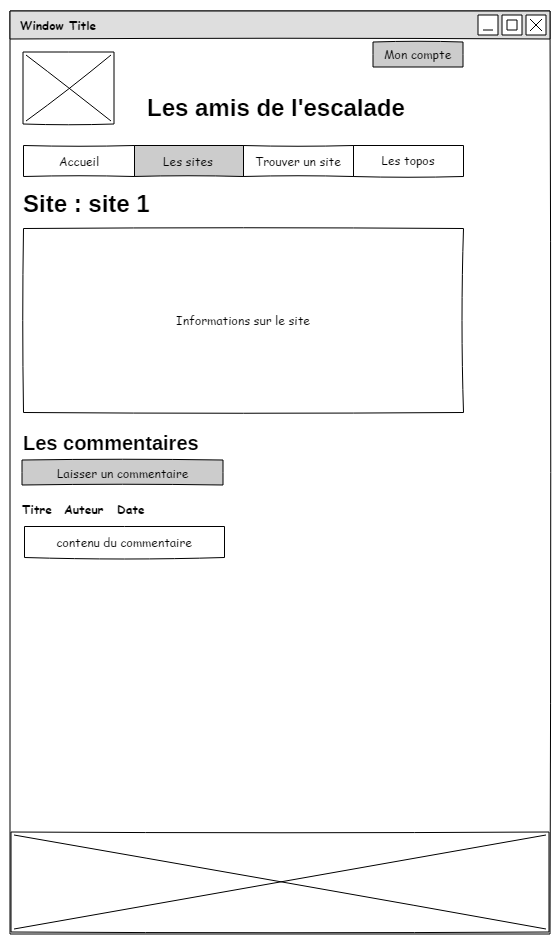 Window Title
Mon compte
Les amis de l'escalade
Accueil
Les sites
Trouver un site
Les topos
Site : site 1
Informations sur le site
Les commentaires
Laisser un commentaire
Titre Auteur Date
contenu du commentaire